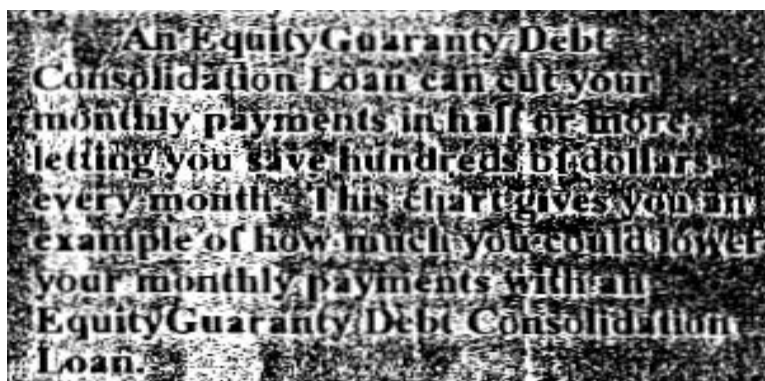 An EquityGuaranty Debt
Consolidation Loan can cut your
monthly payments in half or more,
letting you save hundreds of dollars
every month. This chart gives you an
example of how much you could lower
your monthly payments with an
EquityGuaranty Debt Consolidation
Loan.